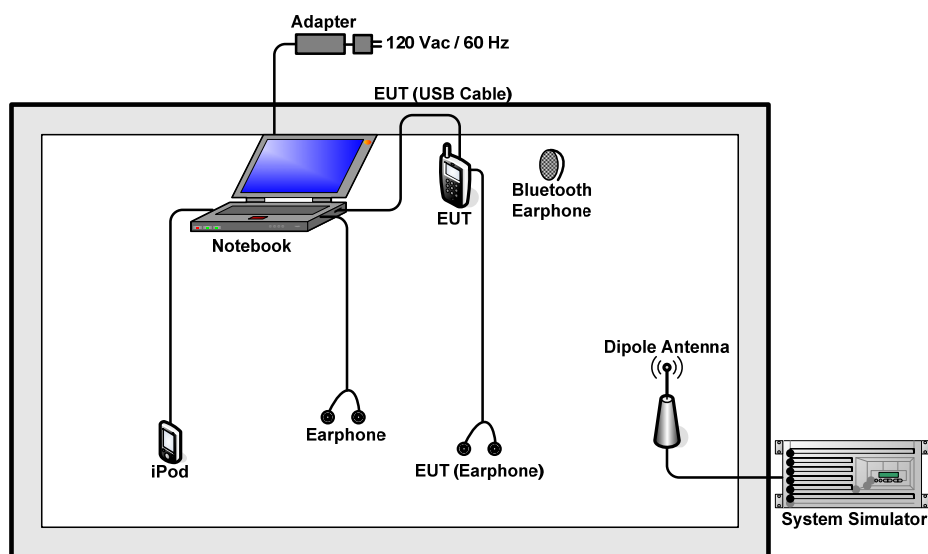 Adapter
120 Vac / 60 Hz
EUT (USB Cable)
Bluetooth
Earphone
EUT
Notebook
Dipole Antenna
Earphone
EUT (Earphone)
iPod
System Simulator